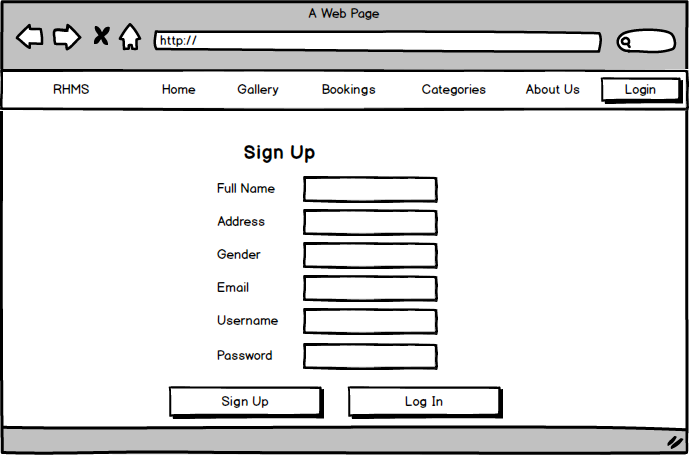 A Web Page
http://
RHMS Home Gallery Bookings Categories About Us Login
Sign Up
Full Name
Address
Gender
Email
Username
Password
Sign Up Log In